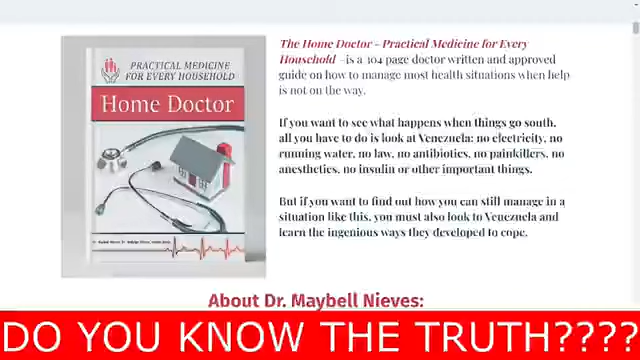 PRACTICAL MEDICINE
FOR EVERY HOUSEHOLD
Home Doctor
The Home Doctor - Practical Medicine for Every
Household - is a 304 page doctor written and approved
guide on how to manage most health situations when help
is not on the way.
If you want to see what happens when things go south,
all you have to do is look at Venezuela: no electricity, no
running water, no law, no antibiotics, no painkillers, no
anesthetics, no insulin or other important things.
But if you want to find out how you can still manage in a
situation like this, you must also look to Venezuela and
learn the ingenious ways they developed to cope.
About Dr. Maybell Nieves:
DO YOU KNOW THE TRUTH????